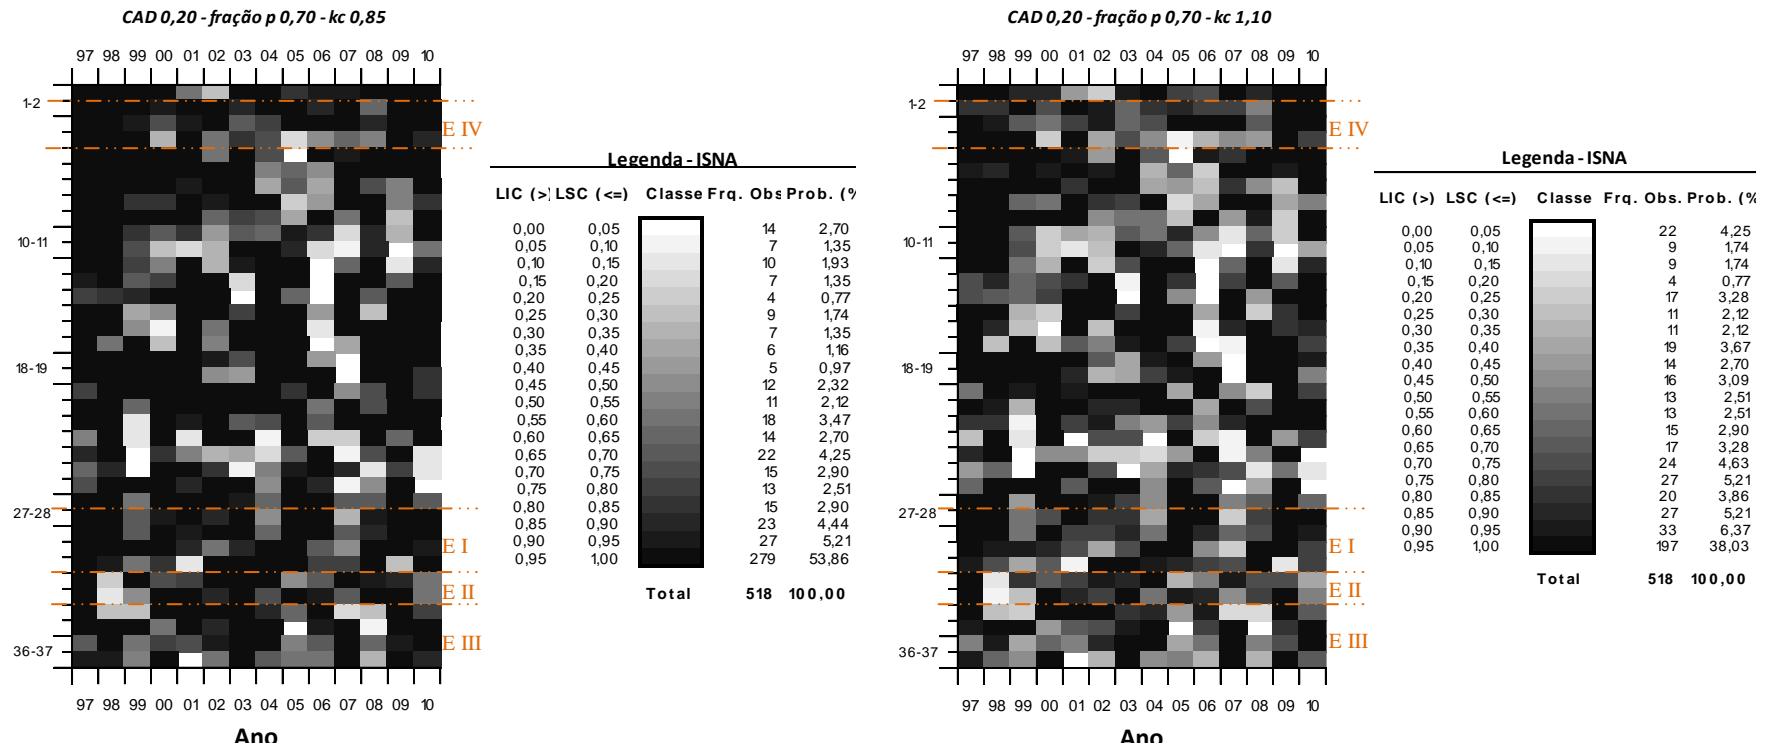 CAD 0,20 - fração p 0,70 - kc 0,85
97 98 99 00 01 02 03 04 05 06 07 08 09 10
1-2
E IV
10-11
18-19
27-28
E I
E II
E III
36-37
97 98 99 00 01 02 03 04 05 06 07 08 09 10
Ano
Legenda - ISNA
LIC (>) LSC (<=) Classe Frq. Obs Prob. (%
0,00 0,05 14 2,70
0,05 0,10 7 1,35
0,10 0,15 10 1,93
0,15 0,20 7 1,35
0,20 0,25 4 0,77
0,25 0,30 9 1,74
0,30 0,35 7 1,35
0,35 0,40 6 1,16
0,40 0,45 5 0,97
0,45 0,50 12 2,32
0,50 0,55 11 2,12
0,55 0,60 18 3,47
0,60 0,65 14 2,70
0,65 0,70 22 4,25
0,70 0,75 15 2,90
0,75 0,80 13 2,51
0,80 0,85 15 2,90
0,85 0,90 23 4,44
0,90 0,95 27 5,21
0,95 1,00 279 53,86
Total 518 100,00
CAD 0,20 - fração p 0,70 - kc 1,10
97 98 99 00 01 02 03 04 05 06 07 08 09 10
1-2
E IV
10-11
18-19
27-28
E I
E II
E III
36-37
97 98 99 00 01 02 03 04 05 06 07 08 09 10
Ano
Legenda - ISNA
LIC (>) LSC (<=) Classe Frq. Obs. Prob. (%
0,00 0,05 22 4,25
0,05 0,10 9 1,74
0,10 0,15 9 1,74
0,15 0,20 4 0,77
0,20 0,25 17 3,28
0,25 0,30 11 2,12
0,30 0,35 11 2,12
0,35 0,40 19 3,67
0,40 0,45 14 2,70
0,45 0,50 16 3,09
0,50 0,55 13 2,51
0,55 0,60 13 2,51
0,60 0,65 15 2,90
0,65 0,70 17 3,28
0,70 0,75 24 4,63
0,75 0,80 27 5,21
0,80 0,85 20 3,86
0,85 0,90 27 5,21
0,90 0,95 33 6,37
0,95 1,00 197 38,03
Total 518 100,00